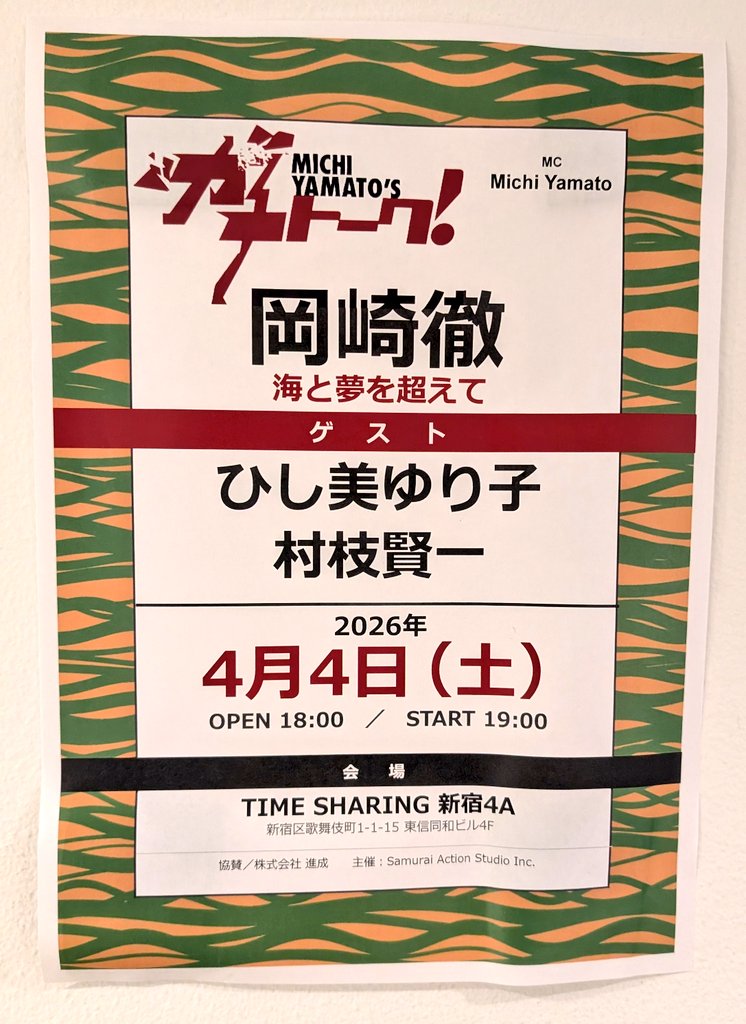 MICHI
YAMATO'S
ガチトーク!
MC
Michi Yamato
岡崎徹
海と夢を超えて
ゲスト
ひし美ゆり子
村枝賢一
2026年
4月4日(土)
OPEN 18:00 / START 19:00
会場
TIME SHARING 新宿4A
新宿区歌舞伎町1-1-15 東信同和ビル4F
協賛/株式会社 進成 主催:Samurai Action Studio Inc.